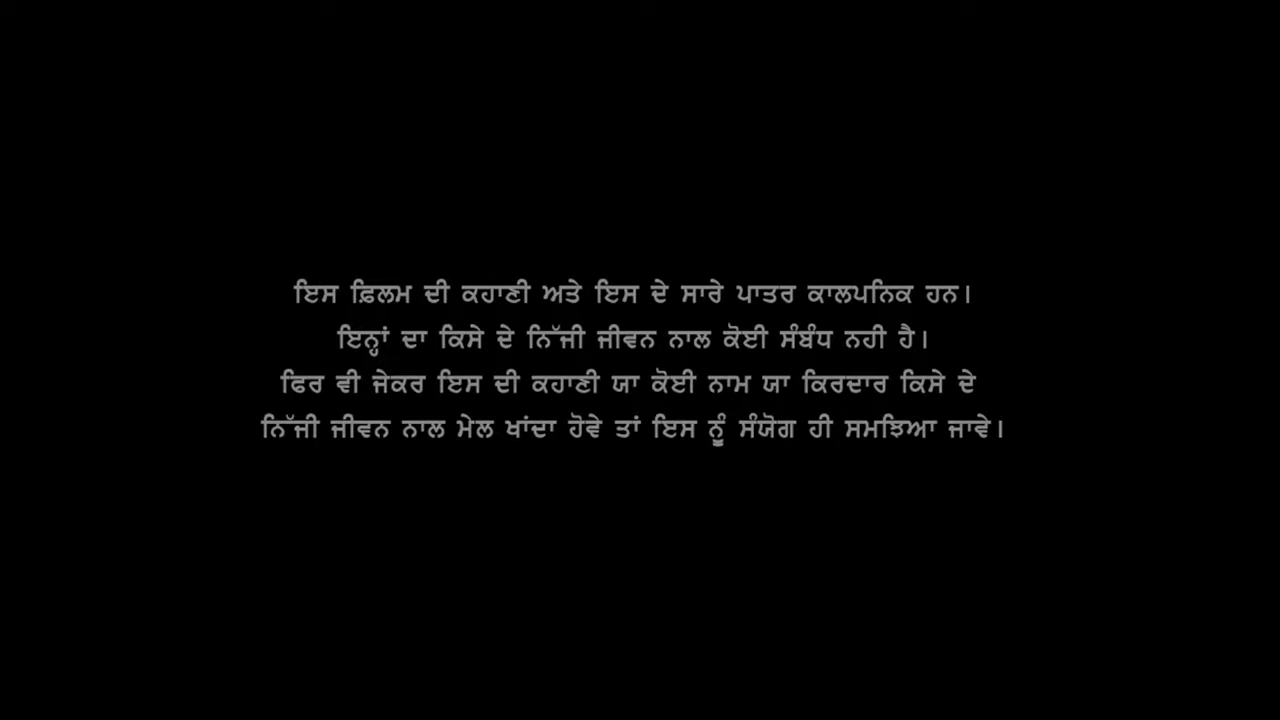 ਇਸ ਫ਼ਿਲਮ ਦੀ ਕਹਾਣੀ ਅਤੇ ਇਸ ਦੇ ਸਾਰੇ ਪਾਤਰ ਕਾਲਪਨਿਕ ਹਨ।
ਇਨ੍ਹਾਂ ਦਾ ਕਿਸੇ ਦੇ ਨਿੱਜੀ ਜੀਵਨ ਨਾਲ ਕੋਈ ਸੰਬੰਧ ਨਹੀ ਹੈ।
ਫਿਰ ਵੀ ਜੇਕਰ ਇਸ ਦੀ ਕਹਾਣੀ ਯਾ ਕੋਈ ਨਾਮ ਯਾ ਕਿਰਦਾਰ ਕਿਸੇ ਦੇ
ਨਿੱਜੀ ਜੀਵਨ ਨਾਲ ਮੇਲ ਖਾਂਦਾ ਹੋਵੇ ਤਾਂ ਇਸ ਨੂੰ ਸੰਯੋਗ ਹੀ ਸਮਝਿਆ ਜਾਵੇ।